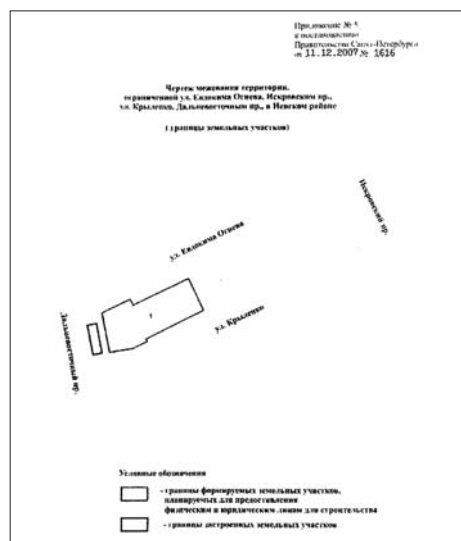 Приложение № 5
к постановлению
Правительства Санкт-Петербурга
от 11.12.2007 № 1616
Чертеж межевания территории,
ограниченной ул. Евдокима Огнева, Искровским пр.,
ул. Крыленко, Дальневосточным пр., в Невском районе
(границы земельных участков)
Искровский пр.
ул. Евдокима Огнева
ул. Крыленко
Дальневосточный пр.
Условные обозначения
- границы формируемых земельных участков,
планируемых для предоставления
физическим и юридическим лицам для строительства
- границы застроенных земельных участков